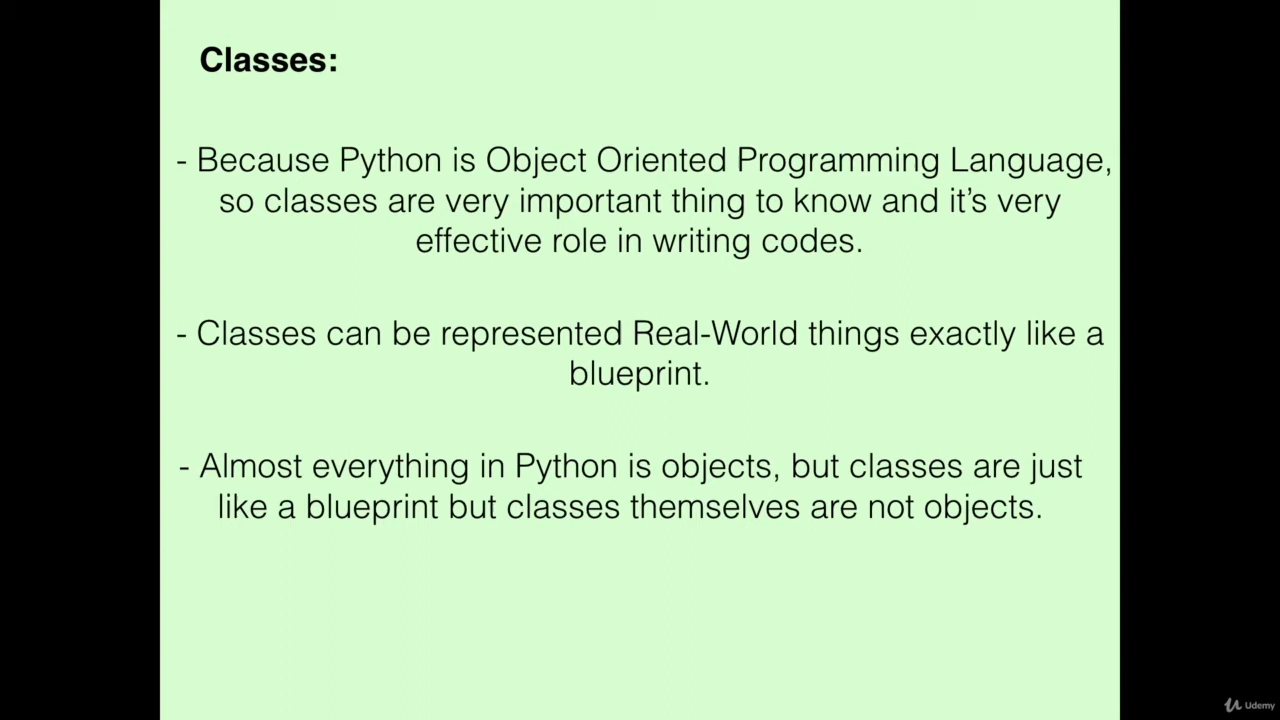 Classes:
- Because Python is Object Oriented Programming Language,
so classes are very important thing to know and it’s very
effective role in writing codes.
- Classes can be represented Real-World things exactly like a
blueprint.
- Almost everything in Python is objects, but classes are just
like a blueprint but classes themselves are not objects.
Udemy